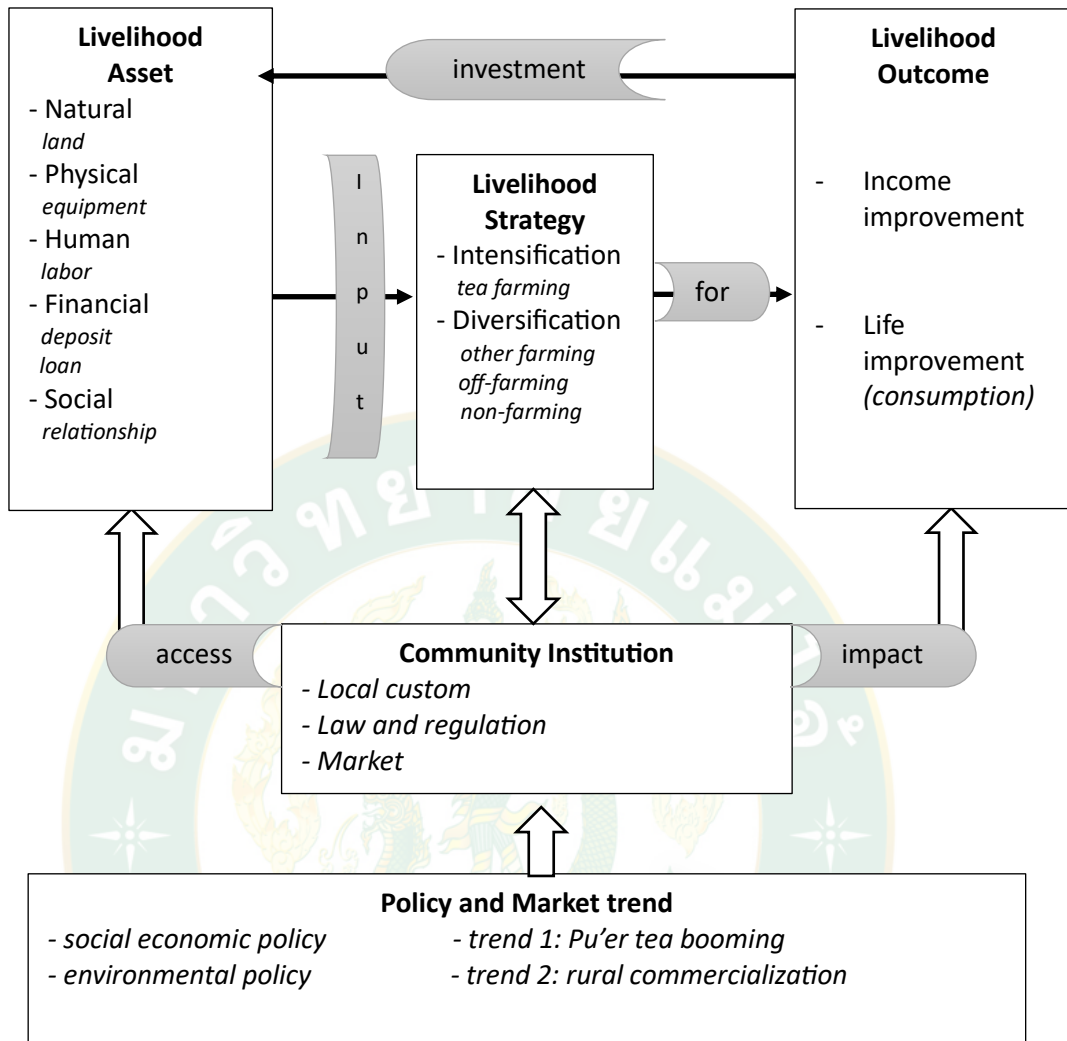 Livelihood
Asset
- Natural
land
- Physical
equipment
- Human
labor
- Financial
deposit
loan
- Social
relationship
investment
Input
Livelihood
Strategy
- Intensification
tea farming
- Diversification
other farming
off-farming
non-farming
for
Livelihood
Outcome
- Income
improvement
- Life
improvement
(consumption)
access
Community Institution
- Local custom
- Law and regulation
- Market
impact
Policy and Market trend
- social economic policy - trend 1: Pu’er tea booming
- environmental policy - trend 2: rural commercialization